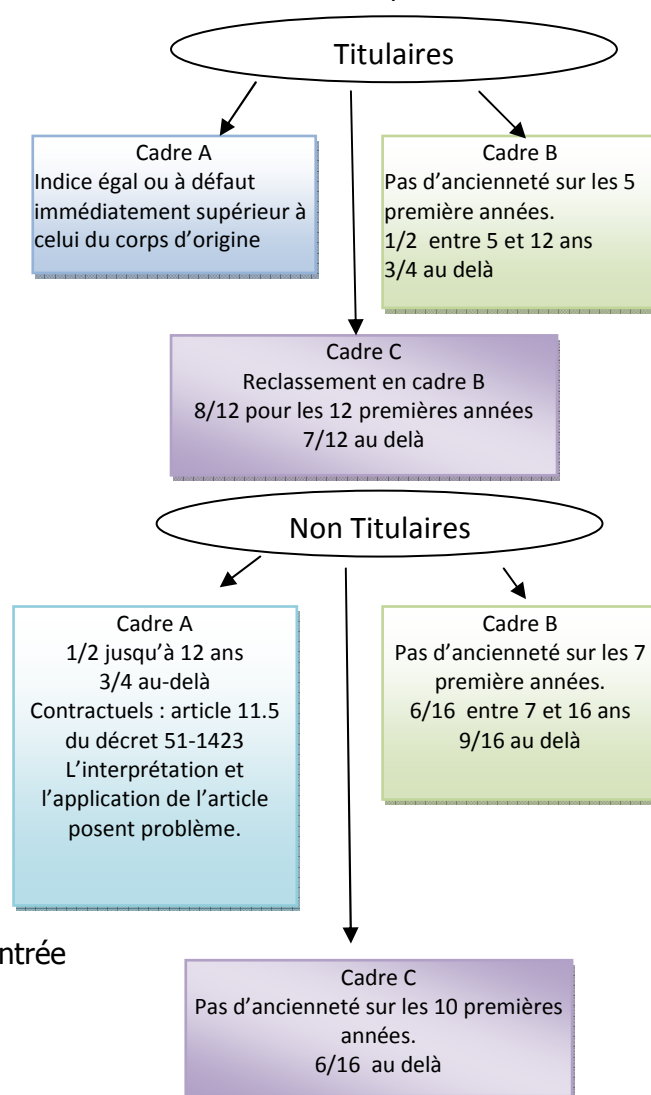 Titulaires
Cadre A
Indice égal ou à défaut
immédiatement supérieur à
celui du corps d’origine
Cadre B
Pas d’ancienneté sur les 5
première années.
1/2 entre 5 et 12 ans
3/4 au delà
Cadre C
Reclassement en cadre B
8/12 pour les 12 premières années
7/12 au delà
Non Titulaires
Cadre A
1/2 jusqu’à 12 ans
3/4 au-delà
Contractuels : article 11.5
du décret 51-1423
L’interprétation et
l’application de l’article
posent problème.
Cadre B
Pas d’ancienneté sur les 7
première années.
6/16 entre 7 et 16 ans
9/16 au delà
ntrée
Cadre C
Pas d’ancienneté sur les 10 premières
années.
6/16 au delà